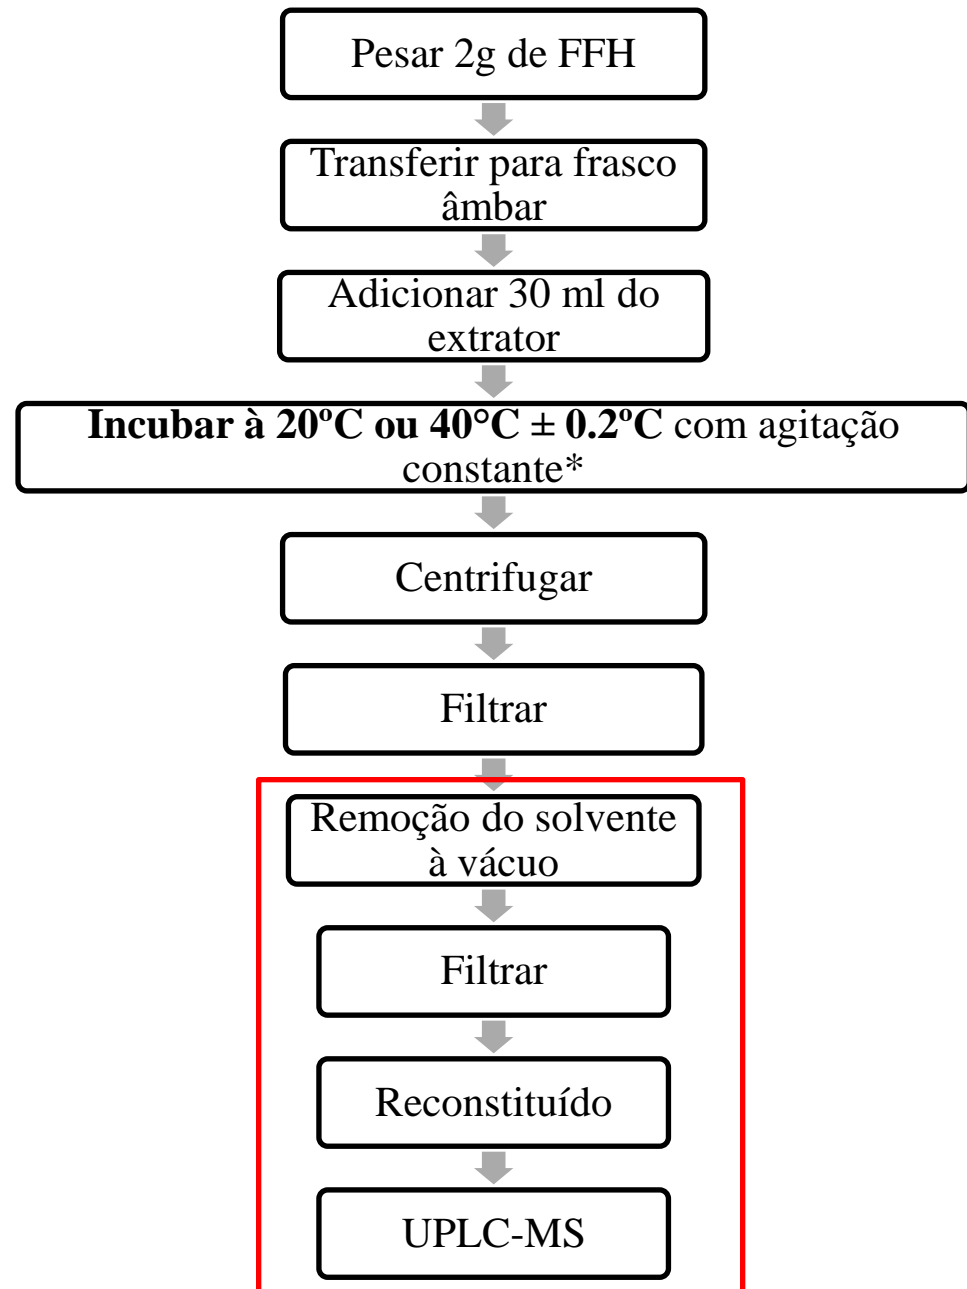 Pesar 2g de FFH
Transferir para frasco
âmbar
Adicionar 30 ml do
extrator
Incubar à 20ºC ou 40°C ± 0.2ºC com agitação
constante*
Centrifugar
Filtrar
Remoção do solvente
à vácuo
Filtrar
Reconstituído
UPLC-MS